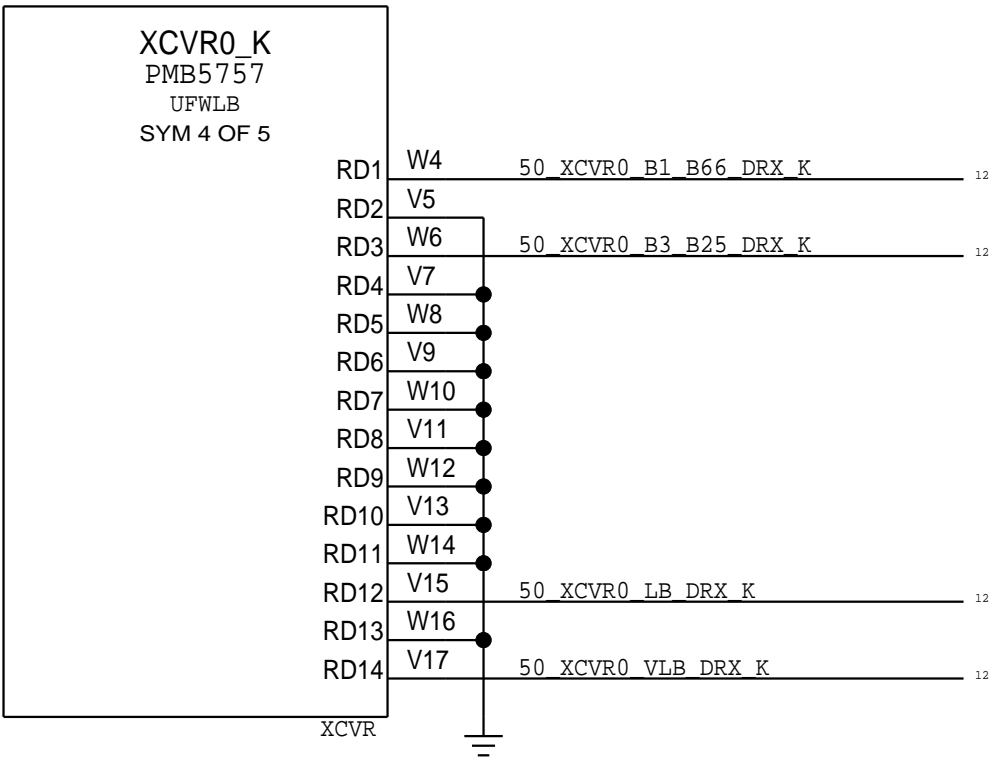 XCVR0_K
PMB5757
UFWLB
SYM 4 OF 5
RD1 W4 50_XCVR0_B1_B66_DRX_K 12
RD2 V5
RD3 W6 50_XCVR0_B3_B25_DRX_K 12
RD4 V7
RD5 W8
RD6 V9
RD7 W10
RD8 V11
RD9 W12
RD10 V13
RD11 W14
RD12 V15 50_XCVR0_LB_DRX_K 12
RD13 W16
RD14 V17 50_XCVR0_VLB_DRX_K 12
XCVR